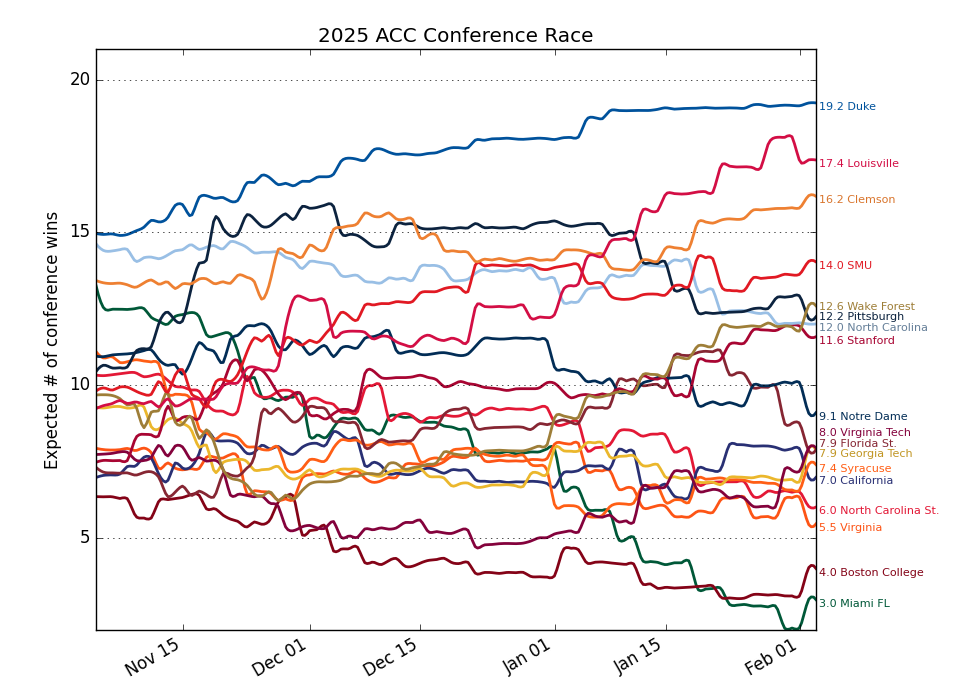 2025 ACC Conference Race
Expected # of conference wins
20
15
10
5
Nov 15
Dec 01
Dec 15
Jan 01
Jan 15
Feb 01
19.2 Duke
17.4 Louisville
16.2 Clemson
14.0 SMU
12.6 Wake Forest
12.2 Pittsburgh
12.0 North Carolina
11.6 Stanford
9.1 Notre Dame
8.0 Virginia Tech
7.9 Florida St.
7.9 Georgia Tech
7.4 Syracuse
7.0 California
6.0 North Carolina St.
5.5 Virginia
4.0 Boston College
3.0 Miami FL